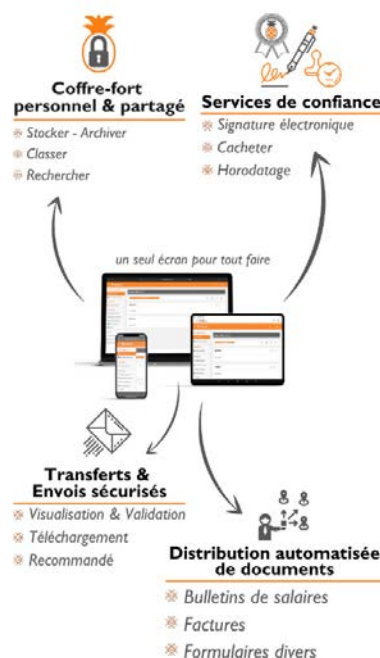 Coffre-fort
personnel & partagé
Stocker - Archiver
Classer
Rechercher
Services de confiance
Signature électronique
Cacheter
Horodatage
un seul écran pour tout faire
Transferts &
Envois sécurisés
Visualisation & Validation
Téléchargement
Recommandé
Distribution automatisée
de documents
Bulletins de salaires
Factures
Formulaires divers